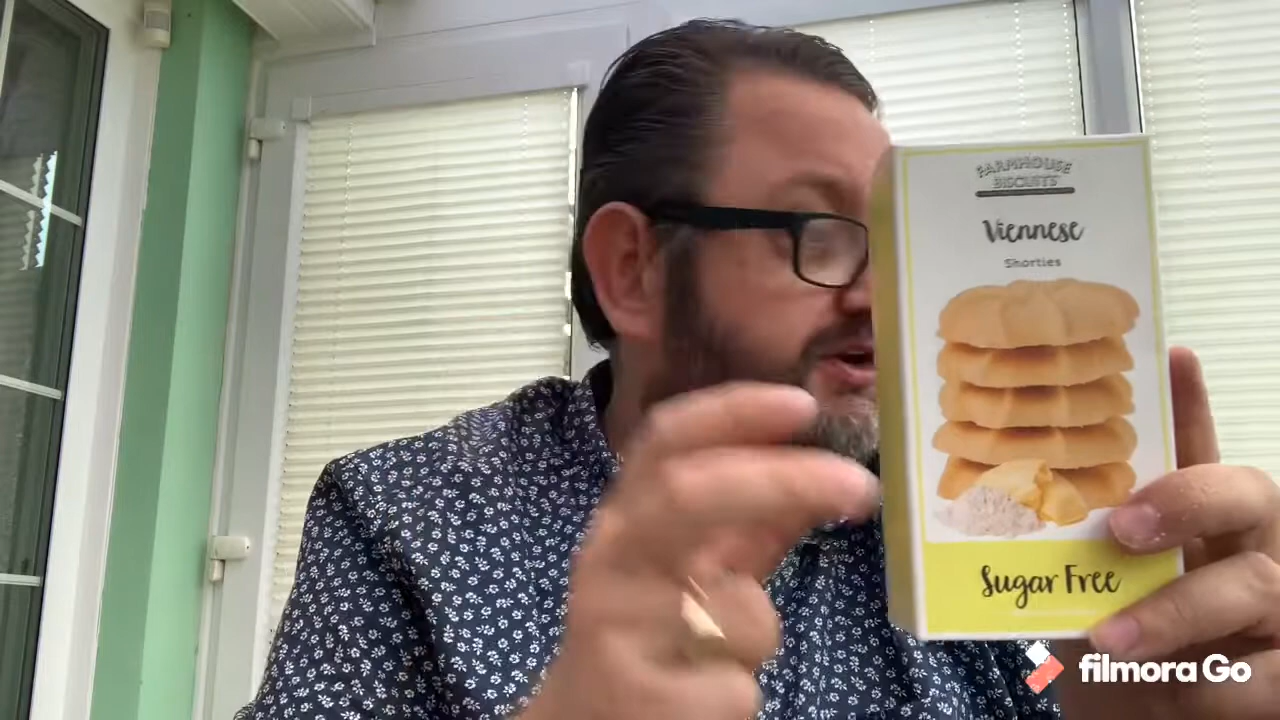 FARMHOUSE
BISCUITS
Viennese
Shorties
Sugar Free
filmora Go